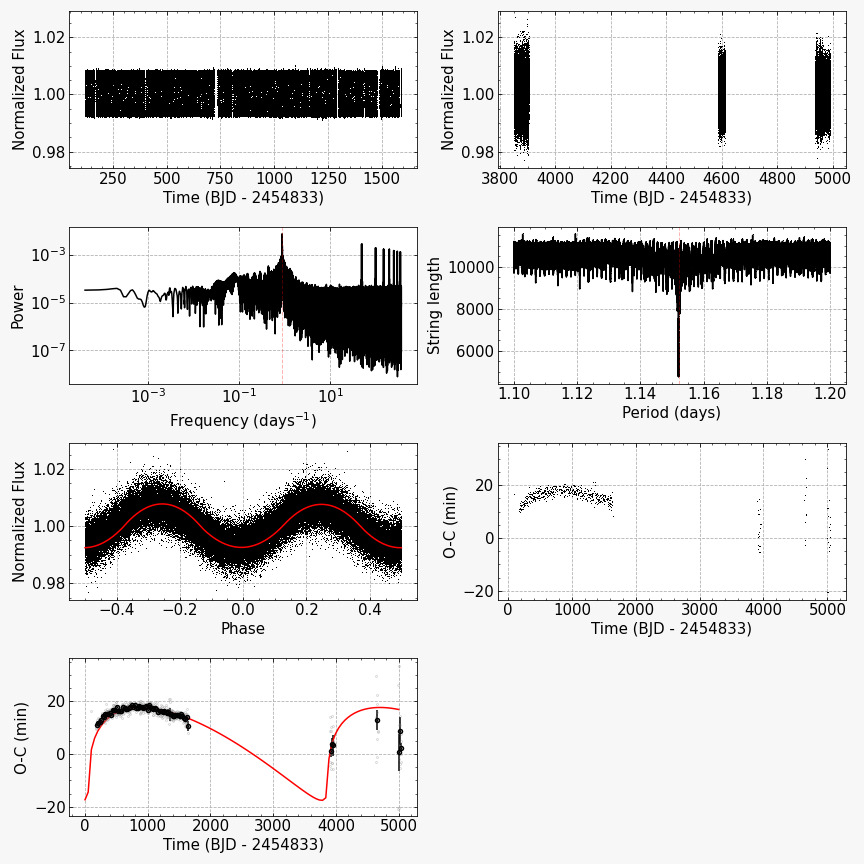 Normalized Flux
1.02
1.00
0.98
250 500 750 1000 1250 1500
Time (BJD - 2454833)
Normalized Flux
1.02
1.00
0.98
3800 4000 4200 4400 4600 4800 5000
Time (BJD - 2454833)
Power
10⁻³
10⁻⁵
10⁻⁷
10⁻³ 10⁻¹ 10¹
Frequency (days⁻¹)
String length
10000
8000
6000
1.10 1.12 1.14 1.16 1.18 1.20
Period (days)
Normalized Flux
1.02
1.00
0.98
−0.4 −0.2 0.0 0.2 0.4
Phase
O-C (min)
20
0
−20
0 1000 2000 3000 4000 5000
Time (BJD - 2454833)
O-C (min)
20
0
−20
0 1000 2000 3000 4000 5000
Time (BJD - 2454833)